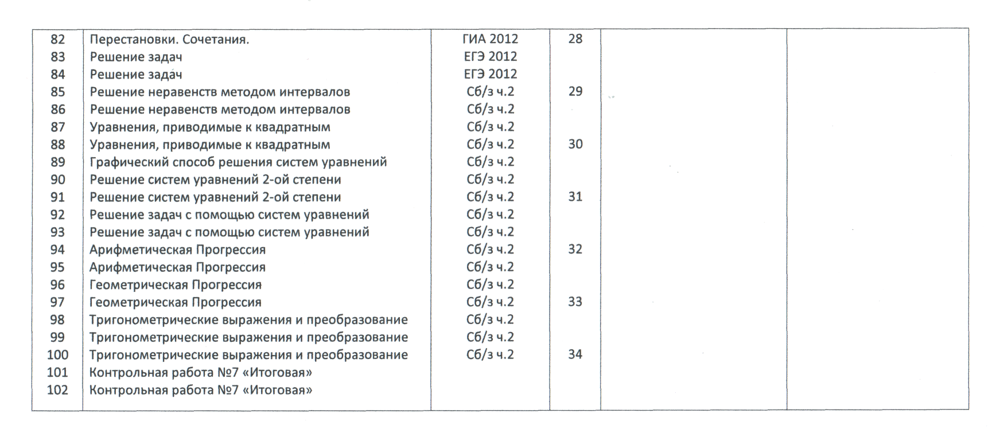 82 Перестановки. Сочетания. ГИА 2012 28
83 Решение задач ЕГЭ 2012
84 Решение задач ЕГЭ 2012
85 Решение неравенств методом интервалов Сб/з ч.2 29
86 Решение неравенств методом интервалов Сб/з ч.2
87 Уравнения, приводимые к квадратным Сб/з ч.2
88 Уравнения, приводимые к квадратным Сб/з ч.2 30
89 Графический способ решения систем уравнений Сб/з ч.2
90 Решение систем уравнений 2-ой степени Сб/з ч.2
91 Решение систем уравнений 2-ой степени Сб/з ч.2 31
92 Решение задач с помощью систем уравнений Сб/з ч.2
93 Решение задач с помощью систем уравнений Сб/з ч.2
94 Арифметическая Прогрессия Сб/з ч.2 32
95 Арифметическая Прогрессия Сб/з ч.2
96 Геометрическая Прогрессия Сб/з ч.2
97 Геометрическая Прогрессия Сб/з ч.2 33
98 Тригонометрические выражения и преобразование Сб/з ч.2
99 Тригонометрические выражения и преобразование Сб/з ч.2
100 Тригонометрические выражения и преобразование Сб/з ч.2 34
101 Контрольная работа №7 «Итоговая»
102 Контрольная работа №7 «Итоговая»